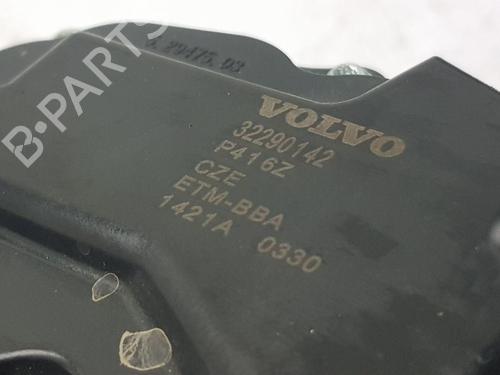 B-PARTS
VOLVO
32290142
P416Z
CZE
ETM-BBA
1421A 0330